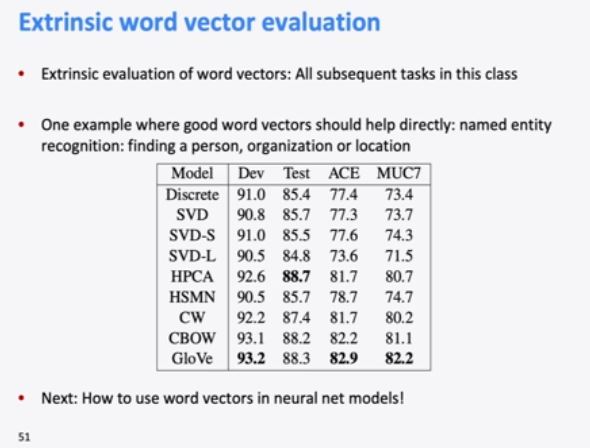 Extrinsic word vector evaluation
• Extrinsic evaluation of word vectors: All subsequent tasks in this class
• One example where good word vectors should help directly: named entity
recognition: finding a person, organization or location
Model Dev Test ACE MUC7
Discrete 91.0 85.4 77.4 73.4
SVD 90.8 85.7 77.3 73.7
SVD-S 91.0 85.5 77.6 74.3
SVD-L 90.5 84.8 73.6 71.5
HPCA 92.6 88.7 81.7 80.7
HSMN 90.5 85.7 78.7 74.7
CW 92.2 87.4 81.7 80.2
CBOW 93.1 88.2 82.2 81.1
GloVe 93.2 88.3 82.9 82.2
• Next: How to use word vectors in neural net models!
51